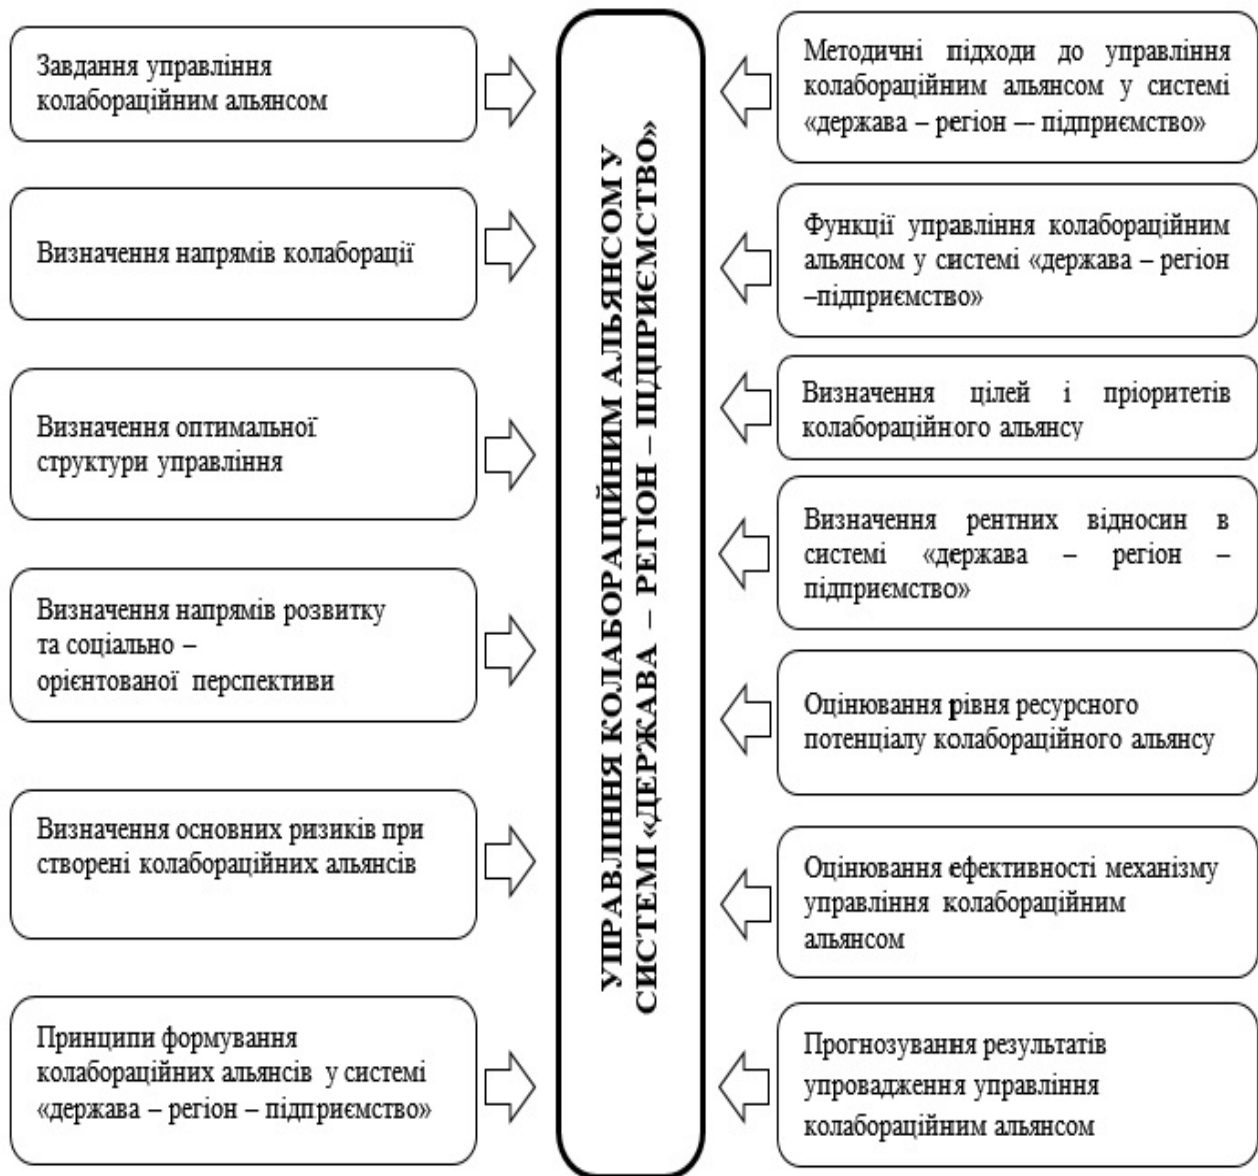 Завдання управління
колабораційним альянсом
Визначення напрямів колаборації
Визначення оптимальної
структури управління
Визначення напрямів розвитку
та соціально –
орієнтованої перспективи
Визначення основних ризиків при
створені колабораційних альянсів
Принципи формування
колабораційних альянсів у системі
«держава – регіон – підприємство»
УПРАВЛІННЯ КОЛАБОРАЦІЙНИМ АЛЬЯНСОМ У
СИСТЕМІ «ДЕРЖАВА – РЕГІОН – ПІДПРИЄМСТВО»
Методичні підходи до управління
колабораційним альянсом у системі
«держава – регіон –- підприємство»
Функції управління колабораційним
альянсом у системі «держава – регіон
–підприємство»
Визначення цілей і пріоритетів
колабораційного альянсу
Визначення рентних відносин в
системі «держава – регіон –
підприємство»
Оцінювання рівня ресурсного
потенціалу колабораційного альянсу
Оцінювання ефективності механізму
управління колабораційним
альянсом
Прогнозування результатів
упровадження управління
колабораційним альянсом